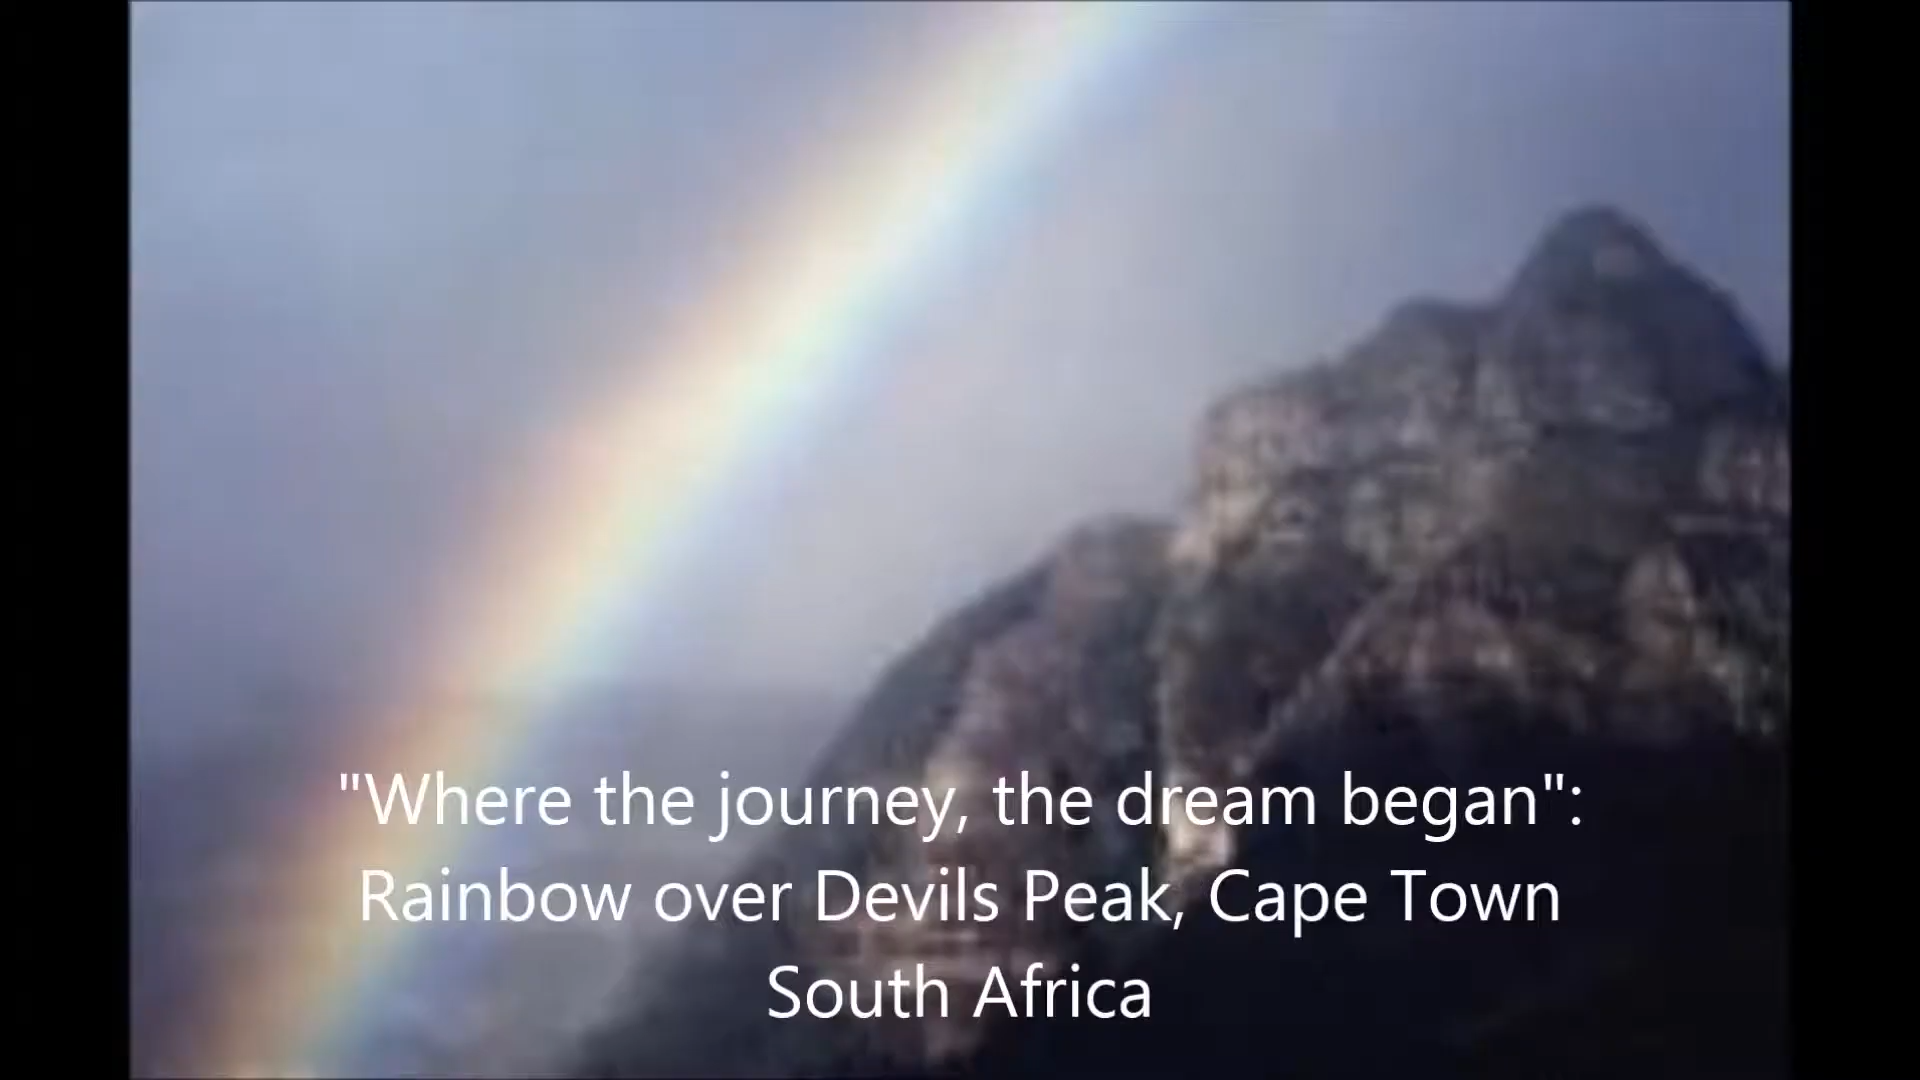 "Where the journey, the dream began":
Rainbow over Devils Peak, Cape Town
South Africa